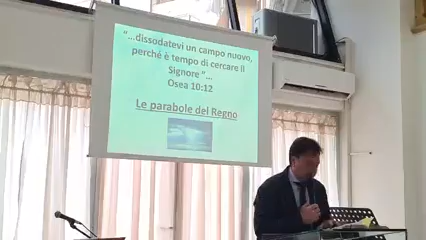 "...dissodatevi un campo nuovo,
perché è tempo di cercare il
Signore "...
Osea 10:12
Le parabole del Regno